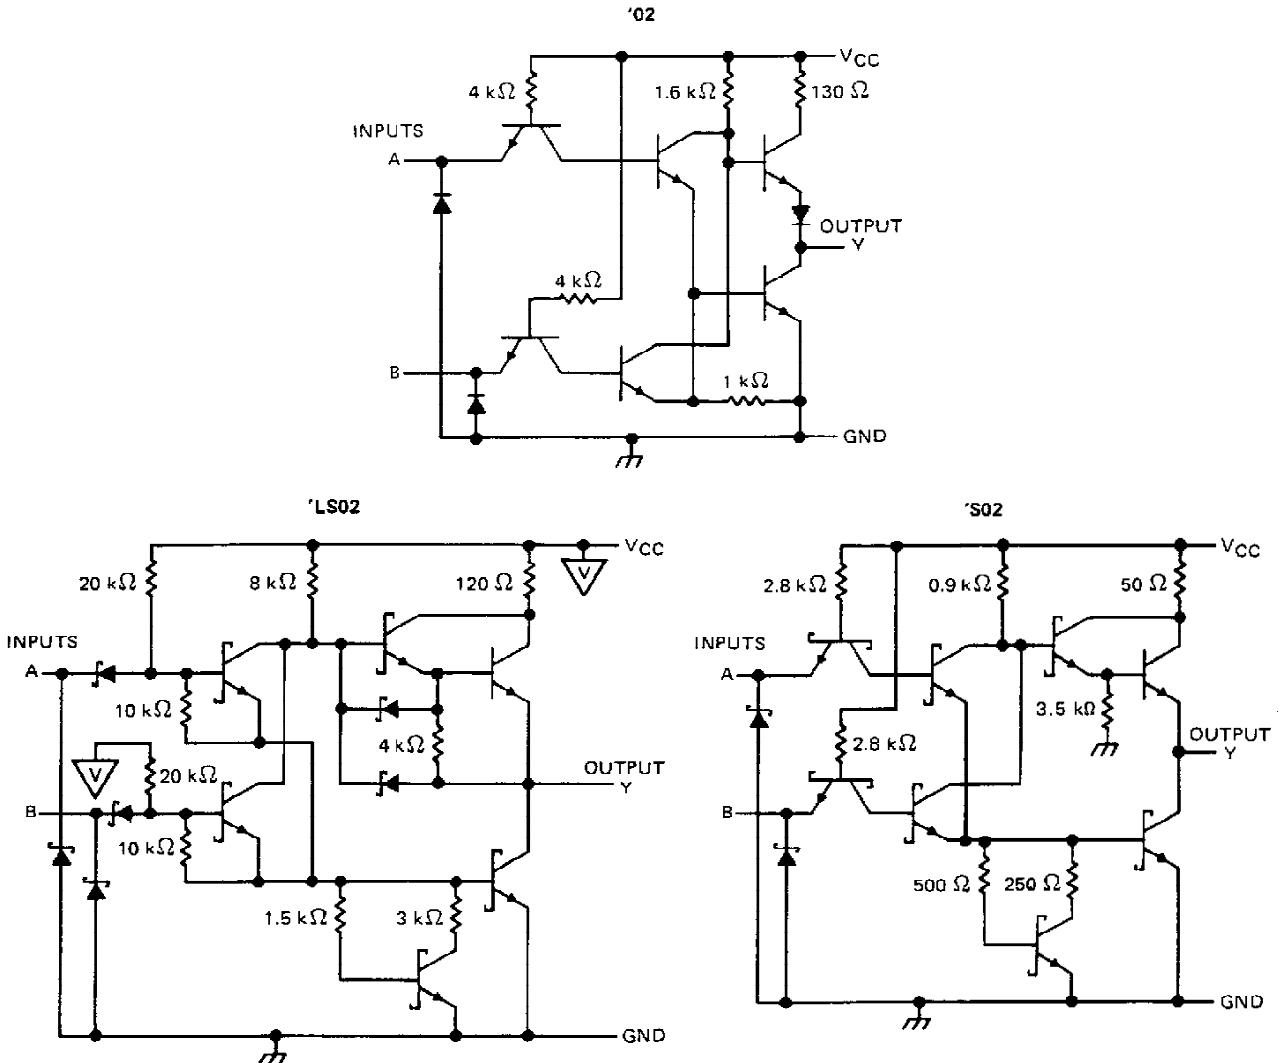 '02
VCC
4 kΩ
1.6 kΩ
130 Ω
INPUTS
A
OUTPUT
Y
4 kΩ
B
1 kΩ
GND
'LS02
VCC
V
20 kΩ
8 kΩ
120 Ω
INPUTS
A
10 kΩ
4 kΩ
V
20 kΩ
OUTPUT
Y
B
10 kΩ
1.5 kΩ
3 kΩ
GND
'S02
VCC
2.8 kΩ
0.9 kΩ
50 Ω
INPUTS
A
3.5 kΩ
2.8 kΩ
OUTPUT
Y
B
500 Ω
250 Ω
GND